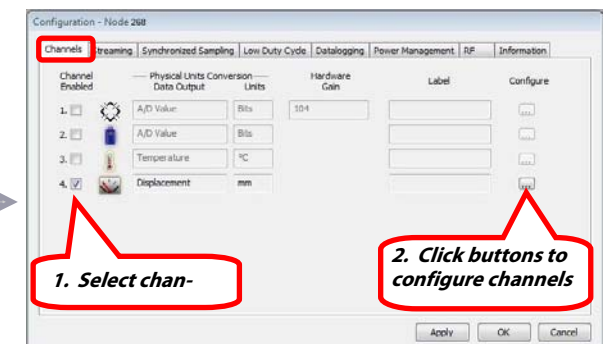 Configuration - Node 268
Channels Streaming Synchronized Sampling Low Duty Cycle Datalogging Power Management RF Information
Channel Enabled Physical Units Conversion Data Output Units Hardware Gain Label Configure
1. A/D Value Bits 104 ...
2. A/D Value Bits ...
3. Temperature °C ...
4. Displacement mm ...
1. Select chan-
2. Click buttons to
configure channels
Apply OK Cancel